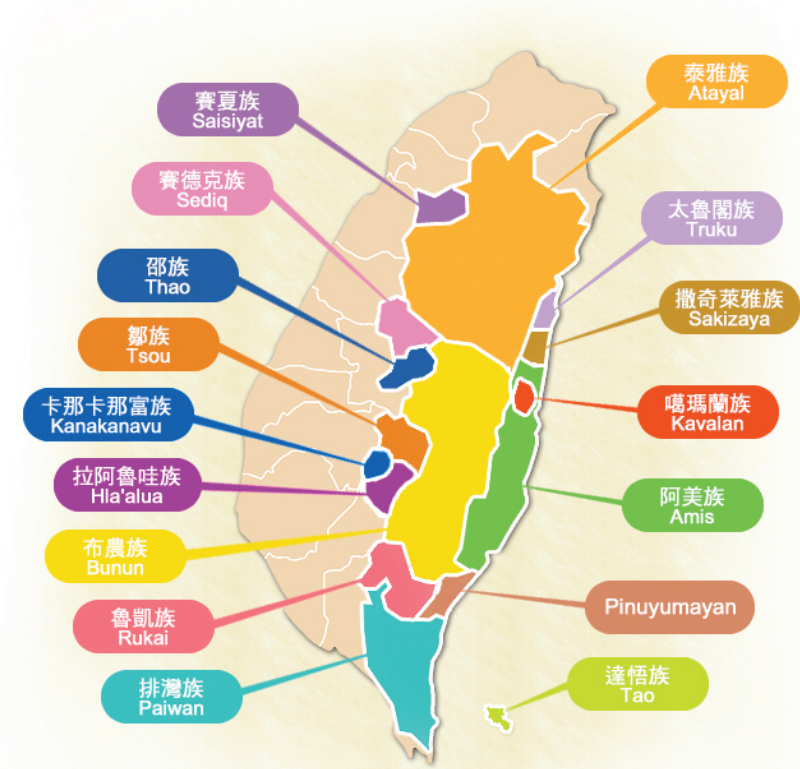 賽夏族
Saisiyat
賽德克族
Sediq
邵族
Thao
鄒族
Tsou
卡那卡那富族
Kanakanavu
拉阿魯哇族
Hla'alua
布農族
Bunun
魯凱族
Rukai
排灣族
Paiwan
泰雅族
Atayal
太魯閣族
Truku
撒奇萊雅族
Sakizaya
噶瑪蘭族
Kavalan
阿美族
Amis
Pinuyumayan
達悟族
Tao